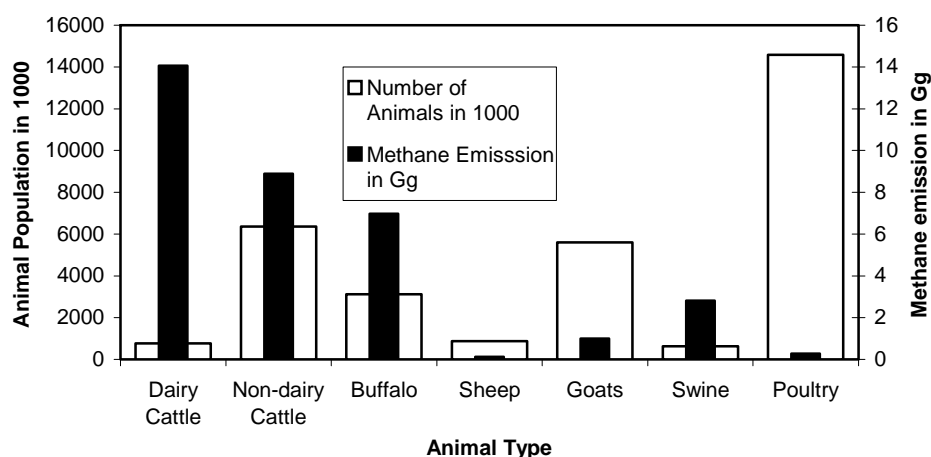 Animal Population in 1000
16000
14000
12000
10000
8000
6000
4000
2000
0
Number of
Animals in 1000
Methane Emisssion
in Gg
16
14
12
10
8
6
4
2
0
Methane emission in Gg
Dairy
Cattle
Non-dairy
Cattle
Buffalo
Sheep
Goats
Swine
Poultry
Animal Type